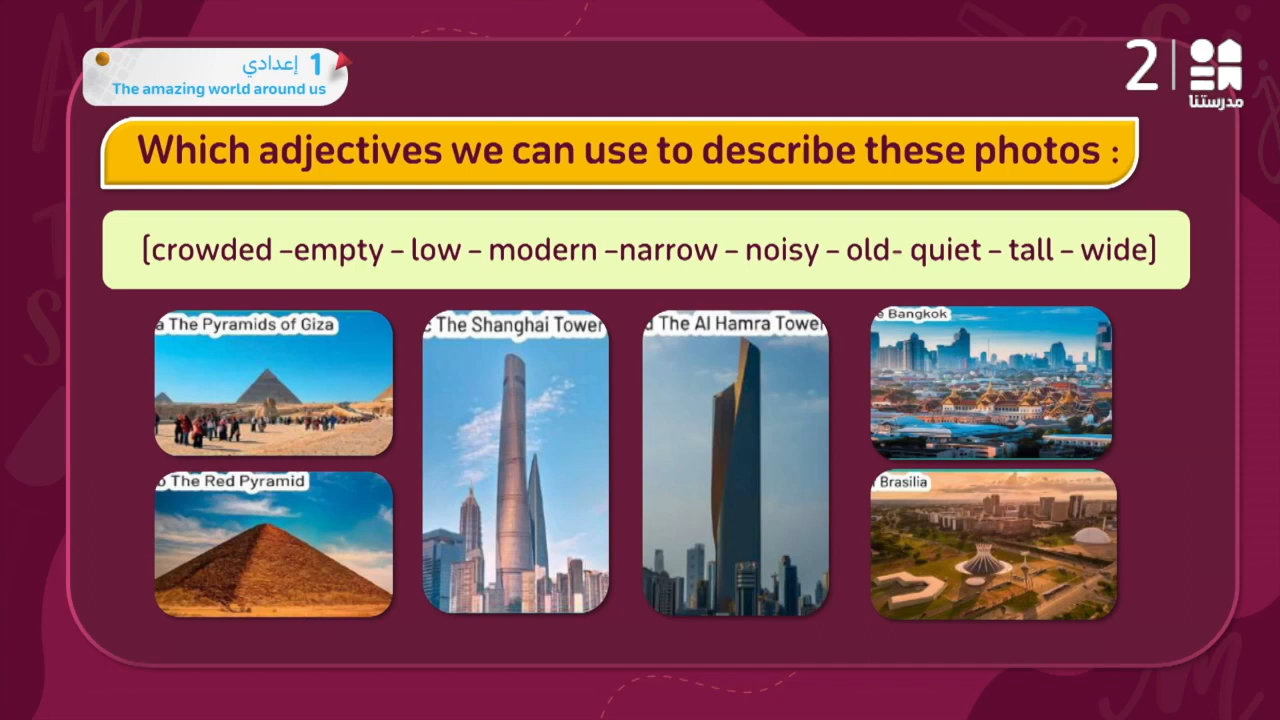 1 إعدادي
The amazing world around us
2
مدرستنا
Which adjectives we can use to describe these photos :
(crowded –empty – low – modern –narrow – noisy – old- quiet – tall – wide)
a The Pyramids of Giza
c The Shanghai Tower
d The Al Hamra Tower
e Bangkok
b The Red Pyramid
Brasilia